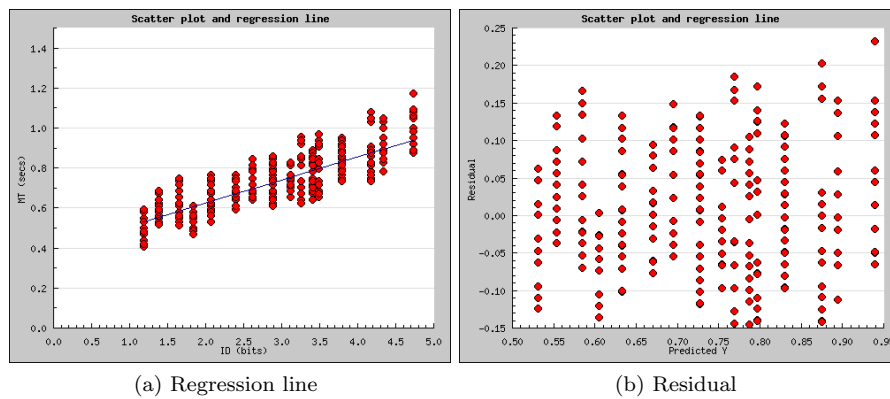 Scatter plot and regression line
MT (secs)
1.4
1.2
1.0
0.8
0.6
0.4
0.2
0.0
0.0 0.5 1.0 1.5 2.0 2.5 3.0 3.5 4.0 4.5 5.0
ID (bits)
(a) Regression line
Scatter plot and regression line
Residual
0.25
0.20
0.15
0.10
0.05
0.00
-0.05
-0.10
-0.15
0.50 0.55 0.60 0.65 0.70 0.75 0.80 0.85 0.90 0.95
Predicted Y
(b) Residual